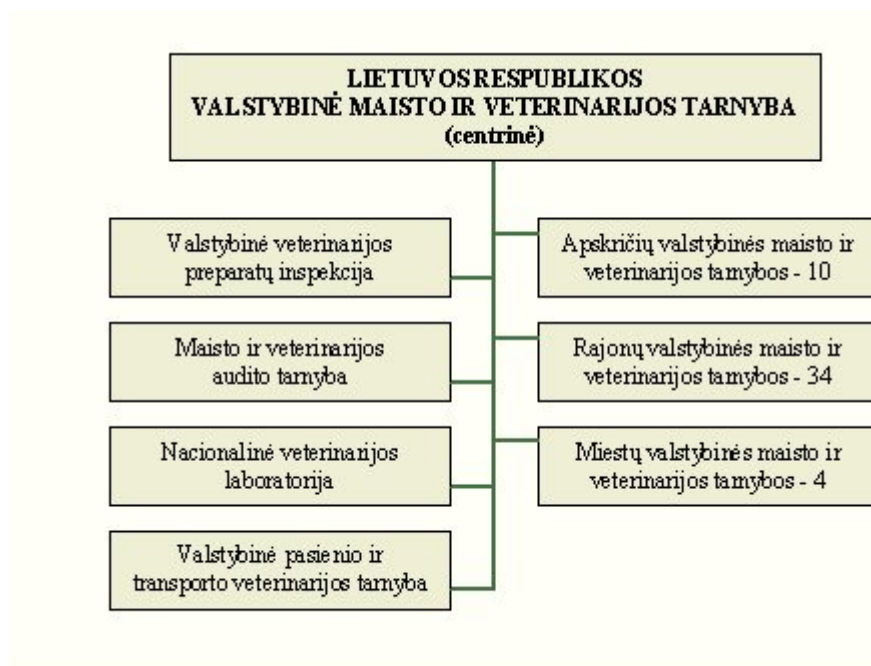 LIETUVOS RESPUBLIKOS
VALSTYBINĖ MAISTO IR VETERINARIJOS TARNYBA
(centrinė)
Valstybinė veterinarijos
preparatų inspekcija
Maisto ir veterinarijos
audito tarnyba
Nacionalinė veterinarijos
laboratorija
Valstybinė pasienio ir
transporto veterinarijos tarnyba
Apskričių valstybinės maisto ir
veterinarijos tarnybos - 10
Rajonų valstybinės maisto ir
veterinarijos tarnybos - 34
Miestų valstybinės maisto ir
veterinarijos tarnybos - 4